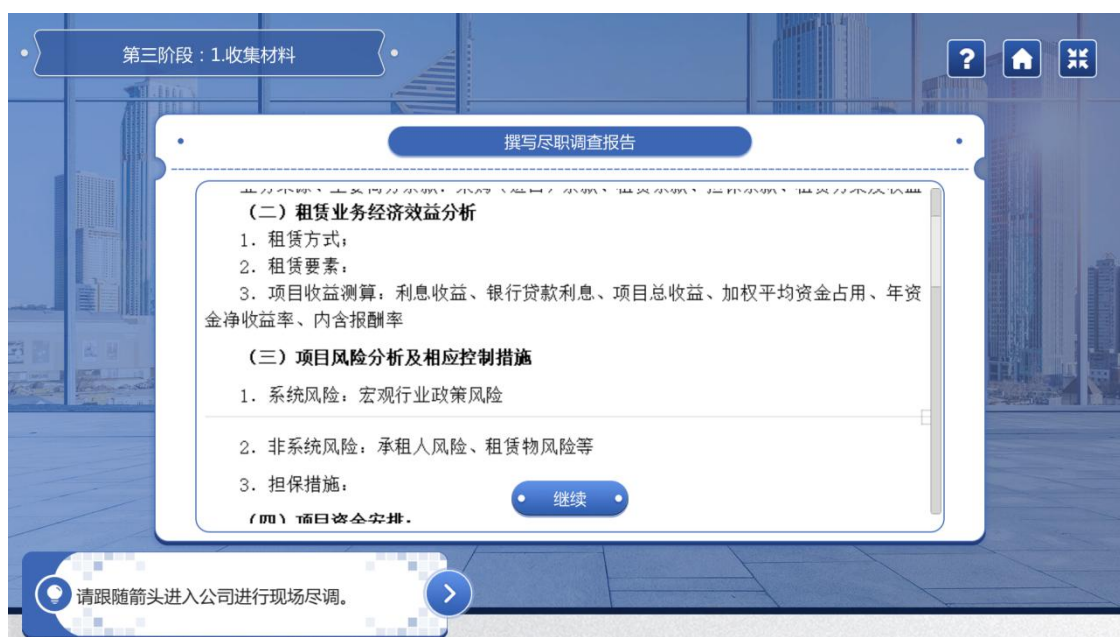 第三阶段：1.收集材料
?
撰写尽职调查报告
（二）租赁业务经济效益分析
1. 租赁方式；
2. 租赁要素：
3. 项目收益测算：利息收益、银行贷款利息、项目总收益、加权平均资金占用、年资
金净收益率、内含报酬率
（三）项目风险分析及相应控制措施
1. 系统风险：宏观行业政策风险
2. 非系统风险：承租人风险、租赁物风险等
3. 担保措施：
（四）项目资金安排：
继续
请跟随箭头进入公司进行现场尽调。